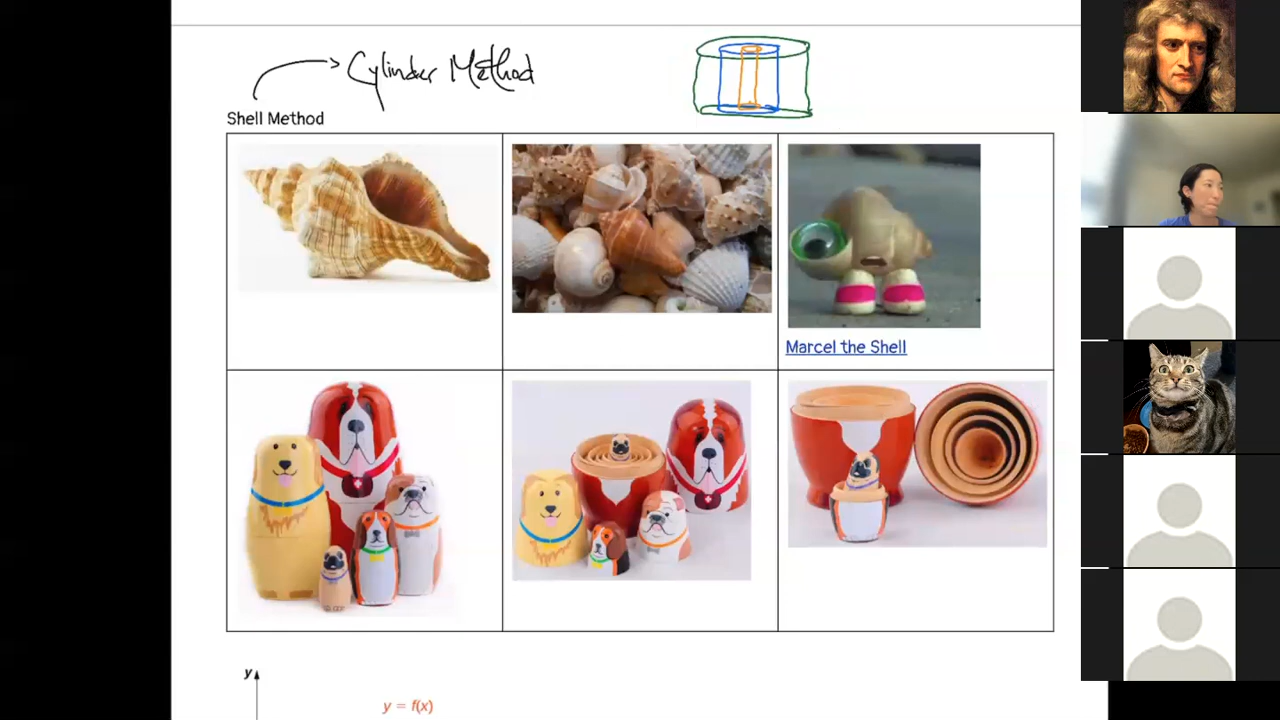 Cylinder Method
Shell Method
Marcel the Shell
y
y = f(x)